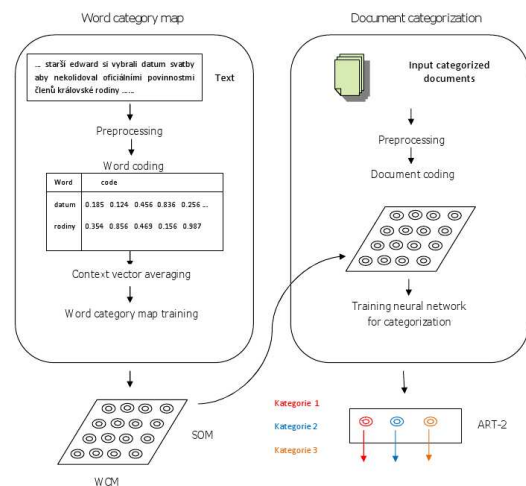 Word category map
... starší edward si vybrali datum svatby
aby nekolidoval oficiálními povinnostmi
členů královské rodiny ......
Text
Preprocessing
Word coding
Word code
datum 0.185 0.124 0.456 0.836 0.256 ...
rodiny 0.354 0.856 0.469 0.156 0.987
Context vector averaging
Word category map training
SOM
WCM
Document categorization
Input categorized
documents
Preprocessing
Document coding
Training neural network
for categorization
Kategorie 1
Kategorie 2
Kategorie 3
ART-2